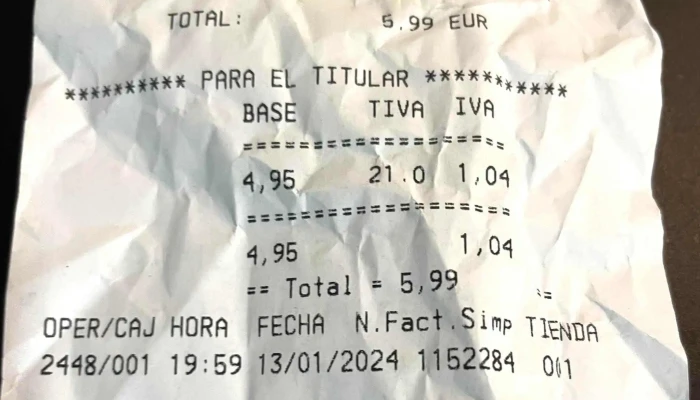 TOTAL: 5,99 EUR
********** PARA EL TITULAR ***********
BASE TIVA IVA
======================
4,95 21.0 1,04
======================
4,95 1,04
== Total = 5,99 ==
OPER/CAJ HORA FECHA N.Fact.Simp TIENDA
2448/001 19:59 13/01/2024 1152284 001